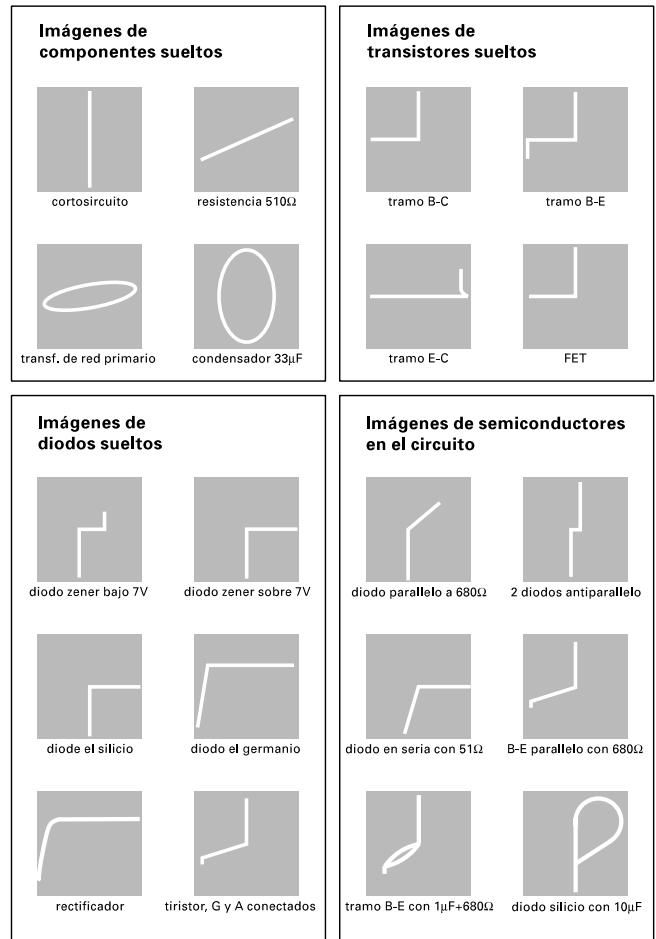 Imágenes de
componentes sueltos
cortosircuito
resistencia 510Ω
transf. de red primario
condensador 33µF
Imágenes de
transistores sueltos
tramo B-C
tramo B-E
tramo E-C
FET
Imágenes de
diodos sueltos
diodo zener bajo 7V
diodo zener sobre 7V
diode el silicio
diodo el germanio
rectificador
tiristor, G y A conectados
Imágenes de semiconductores
en el circuito
diodo parallelo a 680Ω
2 diodos antiparallelo
diodo en seria con 51Ω
B-E parallelo con 680Ω
tramo B-E con 1µF+680Ω
diodo silicio con 10µF